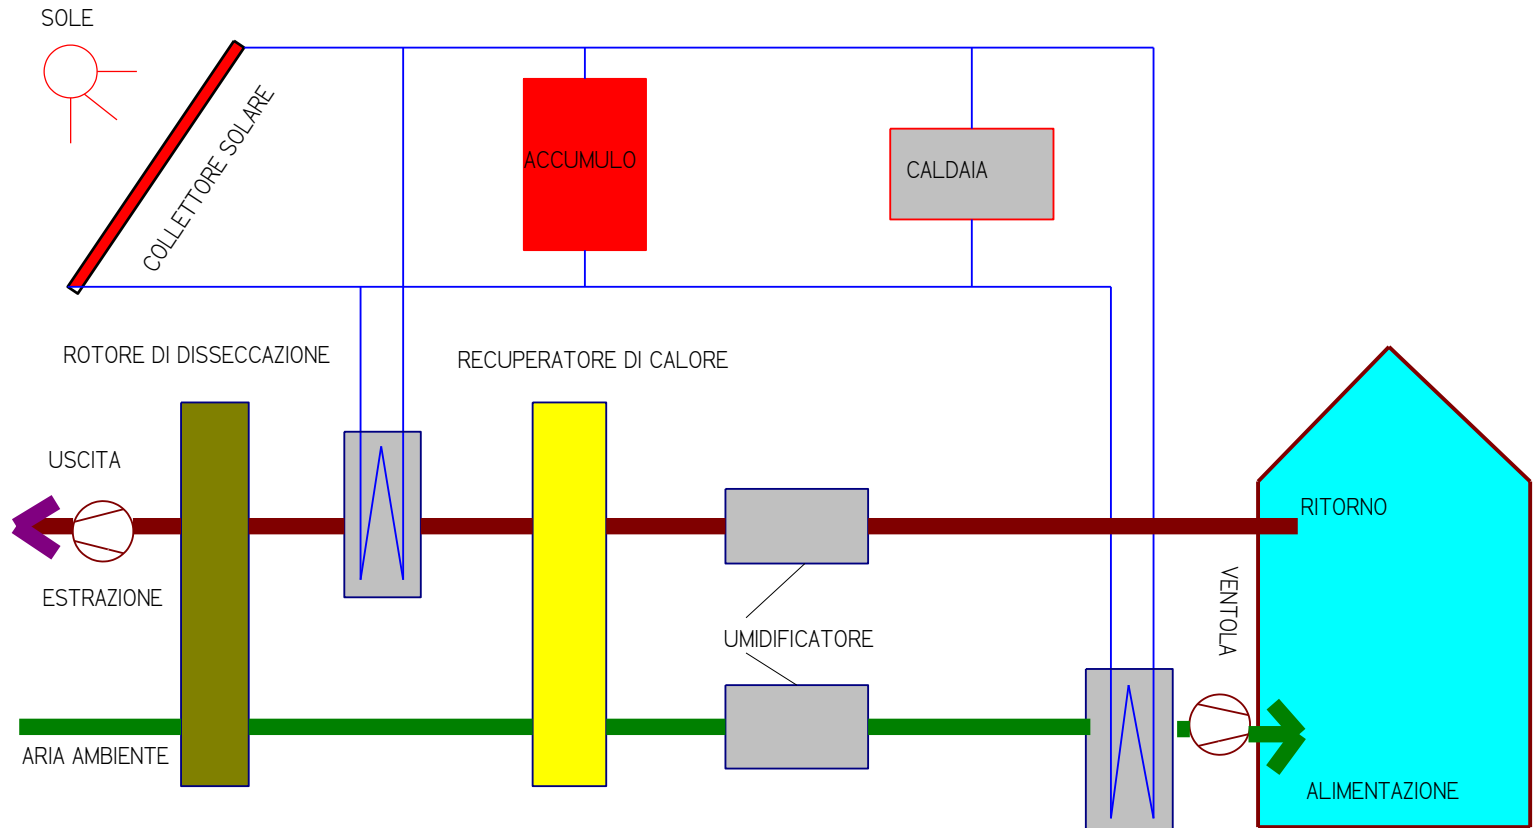 SOLE
COLLETTORE SOLARE
ACCUMULO
CALDAIA
ROTORE DI DISSECCAZIONE
RECUPERATORE DI CALORE
USCITA
RITORNO
ESTRAZIONE
VENTOLA
UMIDIFICATORE
ARIA AMBIENTE
ALIMENTAZIONE